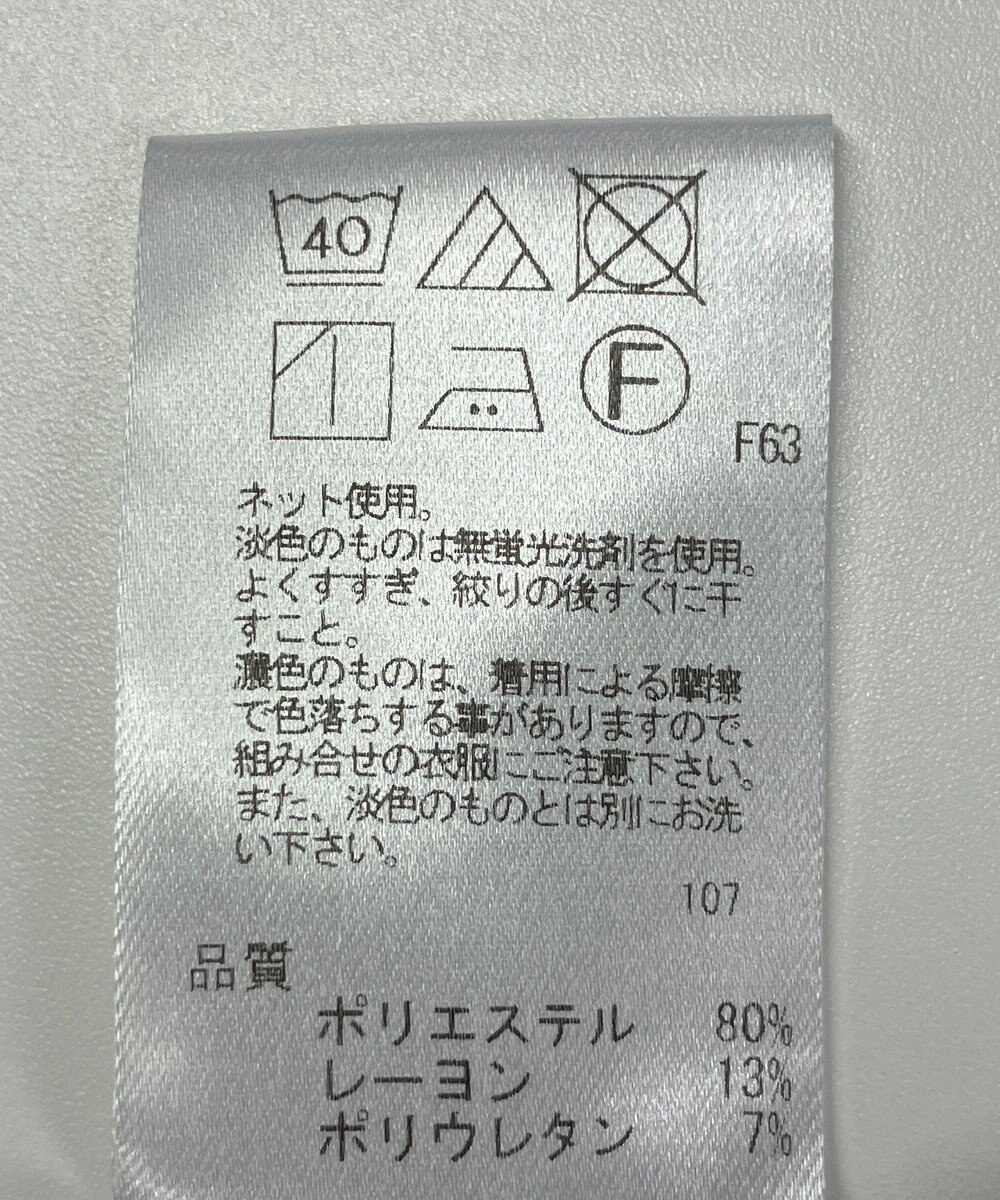 40
F
F63
ネット使用。
淡色のものは無蛍光洗剤を使用。
よくすすぎ、絞りの後すぐに干
すこと。
濃色のものは、着用による摩擦
で色落ちする事がありますので、
組み合せの衣服にご注意下さい。
また、淡色のものとは別にお洗
い下さい。
107
品質
ポリエステル 80%
レーヨン 13%
ポリウレタン 7%